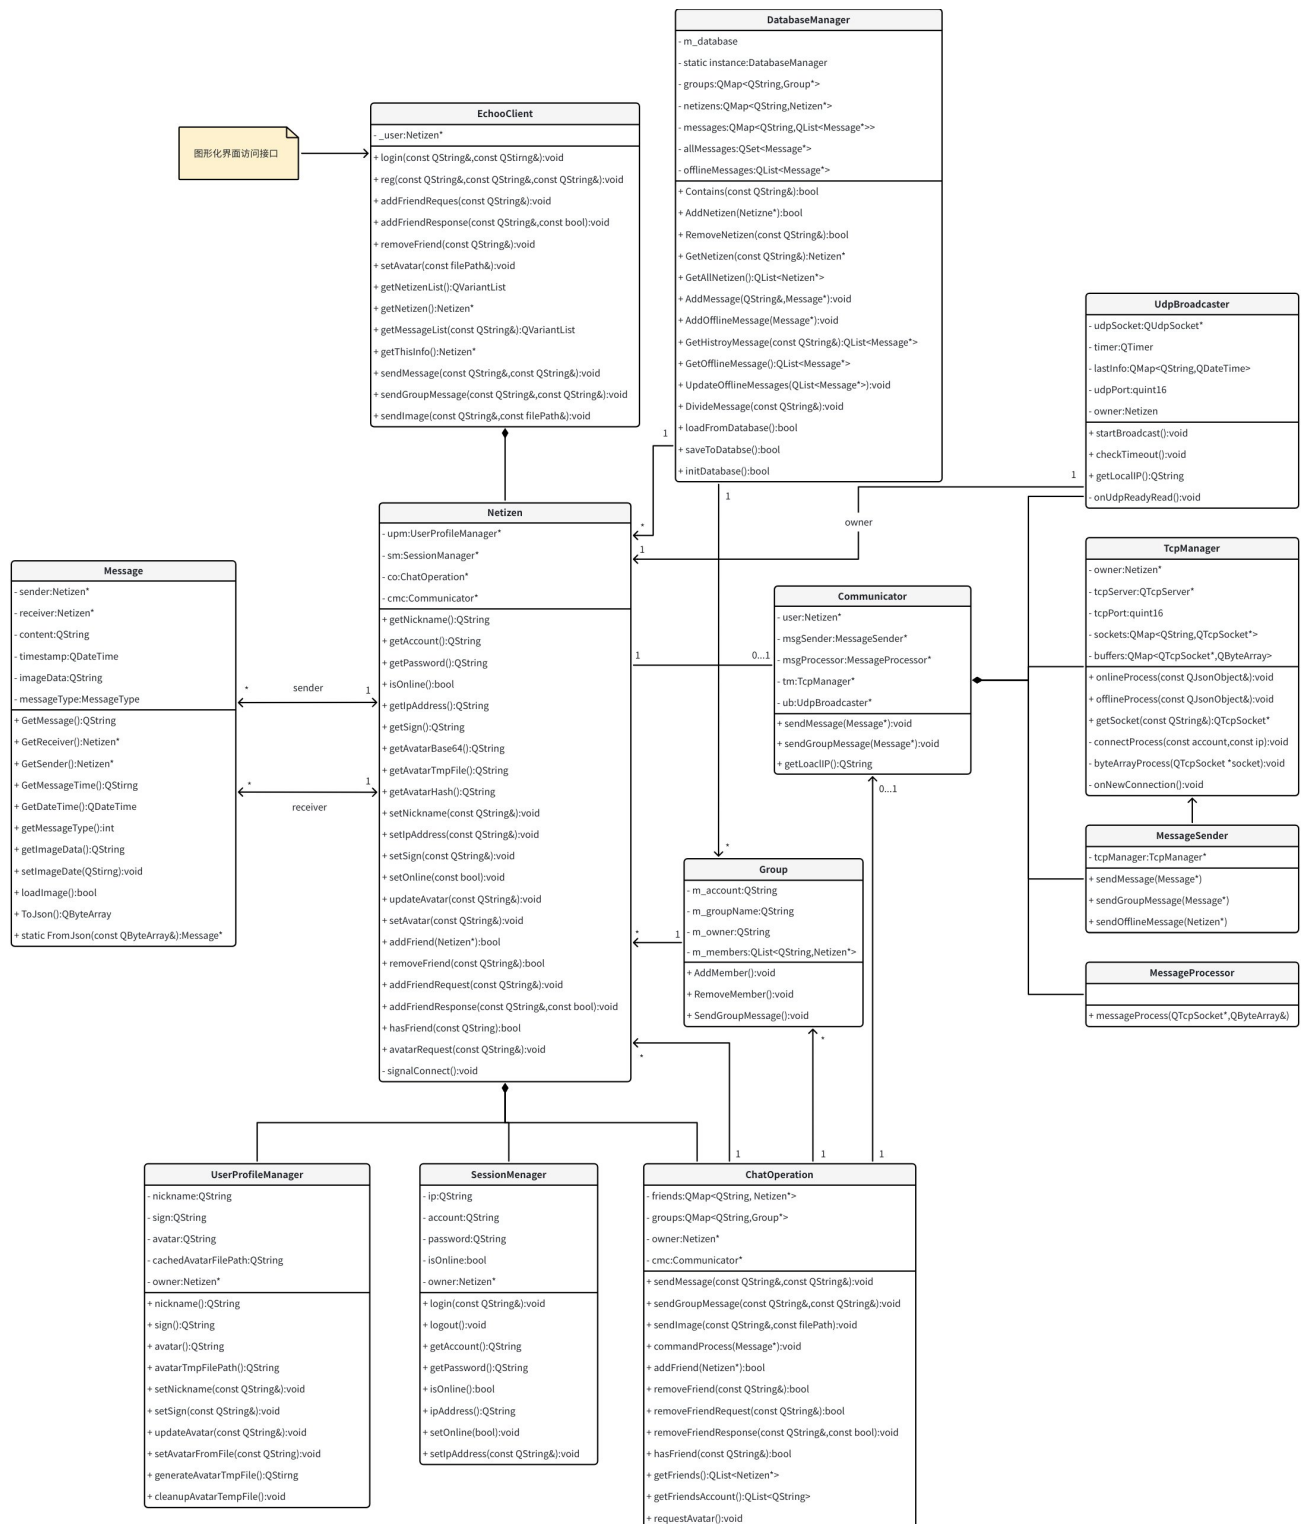 DatabaseManager
- m_database
- static instance:DatabaseManager
- groups:QMap<QString,Group*>
- netizens:QMap<QString,Netizen*>
- messages:QMap<QString,QList<Message*>>
- allMessages:QSet<Message*>
- offlineMessages:QList<Message*>
+ Contains(const QString&):bool
+ AddNetizen(Netizne*):bool
+ RemoveNetizen(const QString&):bool
+ GetNetizen(const QString&):Netizen*
+ GetAllNetizen():QList<Netizen*>
+ AddMessage(QString&,Message*):void
+ AddOfflineMessage(Message*):void
+ GetHistroyMessage(const QString&):QList<Message*>
+ GetOfflineMessage():QList<Message*>
+ UpdateOfflineMessages(QList<Message*>):void
+ DivideMessage(const QString&):void
+ loadFromDatabase():bool
+ saveToDatabse():bool
+ initDatabase():bool
图形化界面访问接口
EchooClient
- _user:Netizen*
+ login(const QString&,const QStirng&):void
+ reg(const QString&,const QString&,const QString&):void
+ addFriendReques(const QString&):void
+ addFriendResponse(const QString&,const bool):void
+ removeFriend(const QString&):void
+ setAvatar(const filePath&):void
+ getNetizenList():QVariantList
+ getNetizen():Netizen*
+ getMessageList(const QString&):QVariantList
+ getThisInfo():Netizen*
+ sendMessage(const QString&,const QString&):void
+ sendGroupMessage(const QString&,const QString&):void
+ sendImage(const QString&,const filePath&):void
UdpBroadcaster
- udpSocket:QUdpSocket*
- timer:QTimer
- lastInfo:QMap<QString,QDateTime>
- udpPort:quint16
- owner:Netizen
+ startBroadcast():void
+ checkTimeout():void
+ getLocalIP():QString
- onUdpReadyRead():void
1
*
1
*
1
owner
1
Netizen
- upm:UserProfileManager*
- sm:SessionManager*
- co:ChatOperation*
- cmc:Communicator*
+ getNickname():QString
+ getAccount():QString
+ getPassword():QString
+ isOnline():bool
+ getIpAddress():QString
+ getSign():QString
+ getAvatarBase64():QString
+ getAvatarTmpFile():QString
+ getAvatarHash():QString
+ setNickname(const QString&):void
+ setIpAddress(const QString&):void
+ setSign(const QString&):void
+ setOnline(const bool):void
+ updateAvatar(const QString&):void
+ setAvatar(const QString&):void
+ addFriend(Netizen*):bool
+ removeFriend(const QString&):bool
+ addFriendRequest(const QString&):void
+ addFriendResponse(const QString&,const bool):void
+ hasFriend(const QString):bool
+ avatarRequest(const QString&):void
- signalConnect():void
Message
- sender:Netizen*
- receiver:Netizen*
- content:QString
- timestamp:QDateTime
- imageData:QString
- messageType:MessageType
+ GetMessage():QString
+ GetReceiver():Netizen*
+ GetSender():Netizen*
+ GetMessageTime():QStirng
+ GetDateTime():QDateTime
+ getMessageType():int
+ getImageData():QString
+ setImageDate(QStirng):void
+ loadImage():bool
+ ToJson():QByteArray
+ static FromJson(const QByteArray&):Message*
*
sender
1
*
receiver
1
TcpManager
- owner:Netizen*
- tcpServer:QTcpServer*
- tcpPort:quint16
- sockets:QMap<QString,QTcpSocket*>
- buffers:QMap<QTcpSocket*,QByteArray>
+ onlineProcess(const QJsonObject&):void
+ offlineProcess(const QJsonObject&):void
+ getSocket(const QString&):QTcpSocket*
- connectProcess(const account,const ip):void
- byteArrayProcess(QTcpSocket *socket):void
- onNewConnection():void
Communicator
- user:Netizen*
- msgSender:MessageSender*
- msgProcessor:MessageProcessor*
- tm:TcpManager*
- ub:UdpBroadcaster*
+ sendMessage(Message*):void
+ sendGroupMessage(Message*):void
+ getLoaclIP():QString
1
0...1
0...1
MessageSender
- tcpManager:TcpManager*
+ sendMessage(Message*)
+ sendGroupMessage(Message*)
+ sendOfflineMessage(Netizen*)
Group
- m_account:QString
- m_groupName:QString
- m_owner:QString
- m_members:QList<QString,Netizen*>
+ AddMember():void
+ RemoveMember():void
+ SendGroupMessage():void
*
1
MessageProcessor
+ messageProcess(QTcpSocket*,QByteArray&)
*
*
1
1
1
UserProfileManager
- nickname:QString
- sign:QString
- avatar:QString
- cachedAvatarFilePath:QString
- owner:Netizen*
+ nickname():QString
+ sign():QString
+ avatar():QString
+ avatarTmpFilePath():QString
+ setNickname(const QString&):void
+ setSign(const QString&):void
+ updateAvatar(const QString&):void
+ setAvatarFromFile(const QString):void
+ generateAvatarTmpFile():QStirng
+ cleanupAvatarTempFile():void
SessionMenager
- ip:QString
- account:QString
- password:QString
- isOnline:bool
- owner:Netizen*
+ login(const QString&):void
+ logout():void
+ getAccount():QString
+ getPassword():QString
+ isOnline():bool
+ ipAddress():QString
+ setOnline(bool):void
+ setIpAddress(const QString&):void
ChatOperation
- friends:QMap<QString, Netizen*>
- groups:QMap<QString,Group*>
- owner:Netizen*
- cmc:Communicator*
+ sendMessage(const QString&,const QString&):void
+ sendGroupMessage(const QString&,const QString&):void
+ sendImage(const QString&,const filePath):void
+ commandProcess(Message*):void
+ addFriend(Netizen*):bool
+ removeFriend(const QString&):bool
+ removeFriendRequest(const QString&):bool
+ removeFriendResponse(const QString&,const bool):void
+ hasFriend(const QString&):bool
+ getFriends():QList<Netizen*>
+ getFriendsAccount():QList<QString>
+ requestAvatar():void